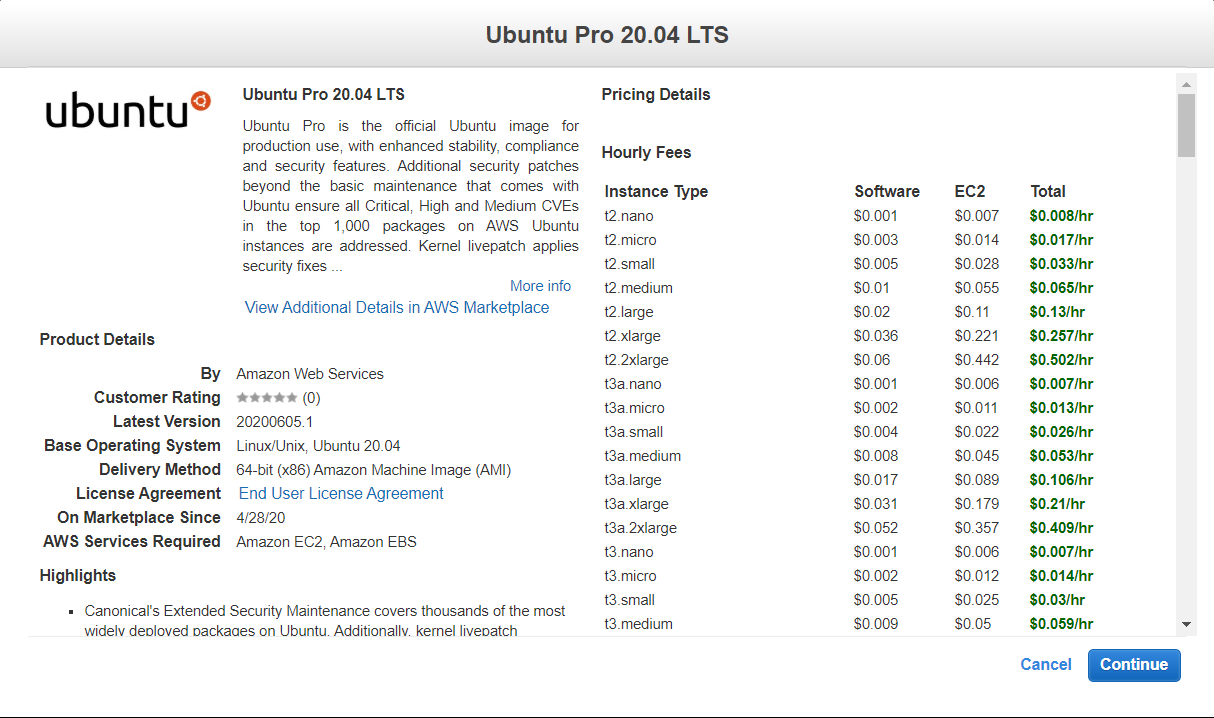 Ubuntu Pro 20.04 LTS
ubuntu
Ubuntu Pro 20.04 LTS
Ubuntu Pro is the official Ubuntu image for
production use, with enhanced stability, compliance
and security features. Additional security patches
beyond the basic maintenance that comes with
Ubuntu ensure all Critical, High and Medium CVEs
in the top 1,000 packages on AWS Ubuntu
instances are addressed. Kernel livepatch applies
security fixes ...
More info
View Additional Details in AWS Marketplace
Product Details
By Amazon Web Services
Customer Rating (0)
Latest Version 20200605.1
Base Operating System Linux/Unix, Ubuntu 20.04
Delivery Method 64-bit (x86) Amazon Machine Image (AMI)
License Agreement End User License Agreement
On Marketplace Since 4/28/20
AWS Services Required Amazon EC2, Amazon EBS
Highlights
▪ Canonical's Extended Security Maintenance covers thousands of the most
widely deployed packages on Ubuntu. Additionally, kernel livepatch
Pricing Details
Hourly Fees
Instance Type Software EC2 Total
t2.nano $0.001 $0.007 $0.008/hr
t2.micro $0.003 $0.014 $0.017/hr
t2.small $0.005 $0.028 $0.033/hr
t2.medium $0.01 $0.055 $0.065/hr
t2.large $0.02 $0.11 $0.13/hr
t2.xlarge $0.036 $0.221 $0.257/hr
t2.2xlarge $0.06 $0.442 $0.502/hr
t3a.nano $0.001 $0.006 $0.007/hr
t3a.micro $0.002 $0.011 $0.013/hr
t3a.small $0.004 $0.022 $0.026/hr
t3a.medium $0.008 $0.045 $0.053/hr
t3a.large $0.017 $0.089 $0.106/hr
t3a.xlarge $0.031 $0.179 $0.21/hr
t3a.2xlarge $0.052 $0.357 $0.409/hr
t3.nano $0.001 $0.006 $0.007/hr
t3.micro $0.002 $0.012 $0.014/hr
t3.small $0.005 $0.025 $0.03/hr
t3.medium $0.009 $0.05 $0.059/hr
Cancel Continue